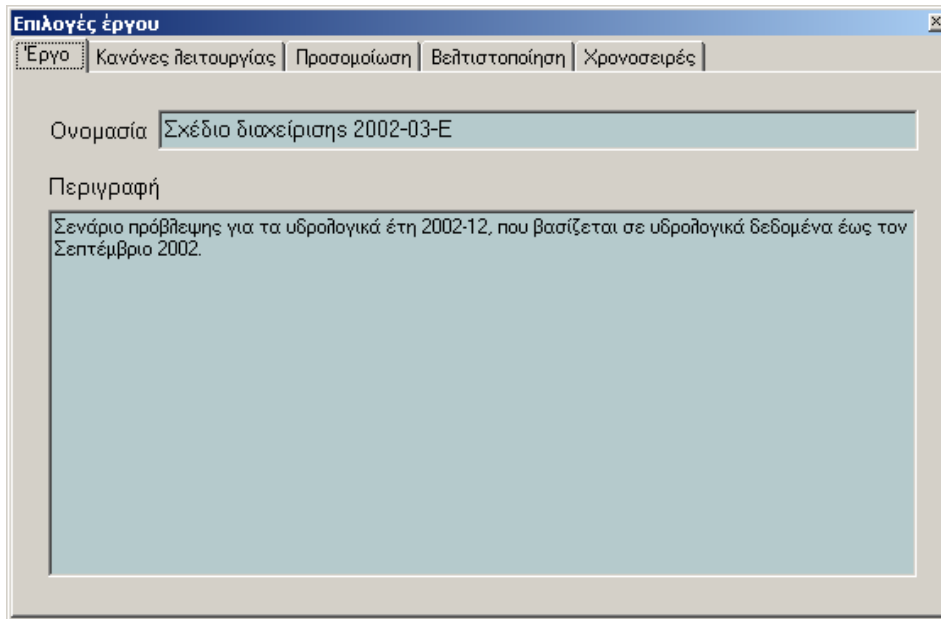 Επιλογές έργου
Έργο Κανόνες λειτουργίας Προσομοίωση Βελτιστοποίηση Χρονοσειρές
Ονομασία Σχέδιο διαχείρισης 2002-03-Ε
Περιγραφή
Σενάριο πρόβλεψης για τα υδρολογικά έτη 2002-12, που βασίζεται σε υδρολογικά δεδομένα έως τον
Σεπτέμβριο 2002.